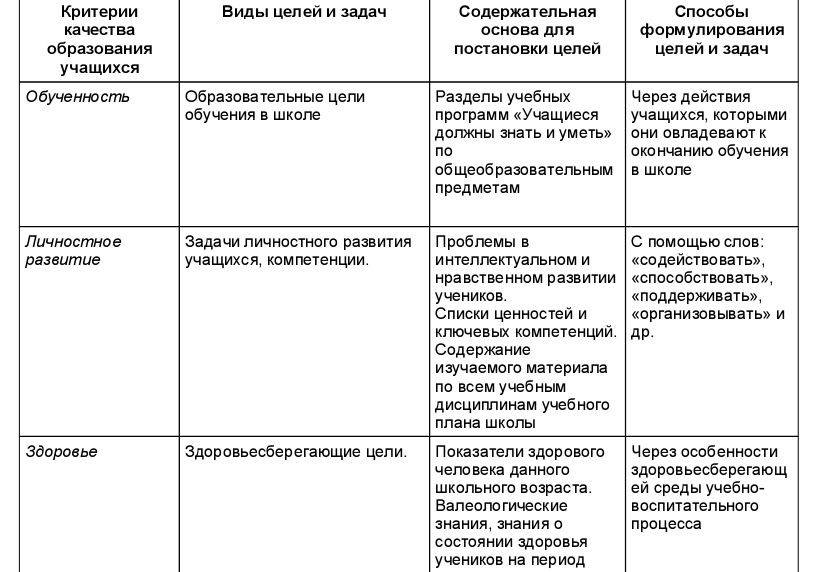 Критерии
качества
образования
учащихся
Виды целей и задач
Содержательная
основа для
постановки целей
Способы
формулирования
целей и задач
Обученность
Образовательные цели
обучения в школе
Разделы учебных
программ «Учащиеся
должны знать и уметь»
по
общеобразовательным
предметам
Через действия
учащихся, которыми
они овладевают к
окончанию обучения
в школе
Личностное
развитие
Задачи личностного развития
учащихся, компетенции.
Проблемы в
интеллектуальном и
нравственном развитии
учеников.
Списки ценностей и
ключевых компетенций.
Содержание
изучаемого материала
по всем учебным
дисциплинам учебного
плана школы
С помощью слов:
«содействовать»,
«способствовать»,
«поддерживать»,
«организовывать» и
др.
Здоровье
Здоровьесберегающие цели.
Показатели здорового
человека данного
школьного возраста.
Валеологические
знания, знания о
состоянии здоровья
учеников на период
Через особенности
здоровьесберегающ
ей среды учебно-
воспитательного
процесса